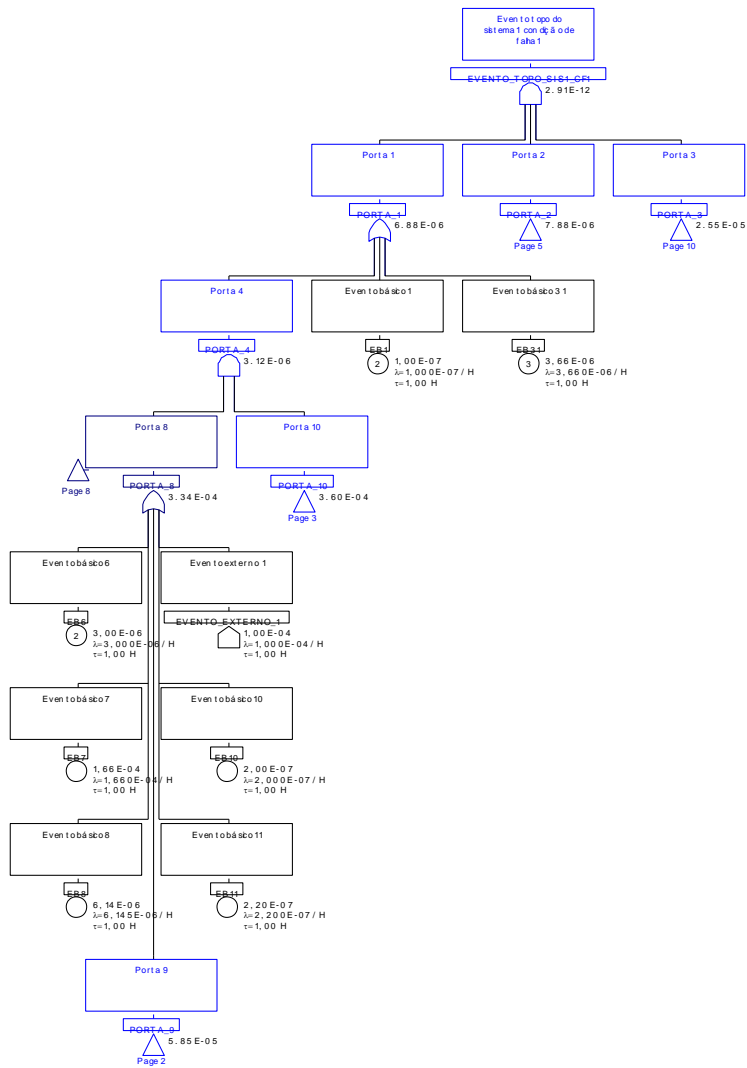 Evento topo do
sistema 1 condição de
falha 1
EVENTO_TOPO_SIS1_CF1
2.91E-12
Porta 1
Porta 2
Porta 3
PORTA_1
PORTA_2
PORTA_3
6.88E-06
7.88E-06
2.55E-05
Page 5
Page 10
Porta 4
Evento básico 1
Evento básico 31
PORTA_4
EB1
EB31
3.12E-06
2
1,00E-07
λ=1,000E-07/H
τ=1,00 H
3
3,66E-06
λ=3,660E-06/H
τ=1,00 H
Porta 8
Porta 10
Page 8
PORTA_8
PORTA_10
3.34E-04
3.60E-04
Page 3
Evento básico 6
Evento externo 1
EB6
EVENTO_EXTERNO_1
2
3,00E-06
λ=3,000E-06/H
τ=1,00 H
1,00E-04
λ=1,000E-04/H
τ=1,00 H
Evento básico 7
Evento básico 10
EB7
EB10
1,66E-04
λ=1,660E-04/H
τ=1,00 H
2,00E-07
λ=2,000E-07/H
τ=1,00 H
Evento básico 8
Evento básico 11
EB8
EB11
6,14E-06
λ=6,145E-06/H
τ=1,00 H
2,20E-07
λ=2,200E-07/H
τ=1,00 H
Porta 9
PORTA_9
5.85E-05
Page 2